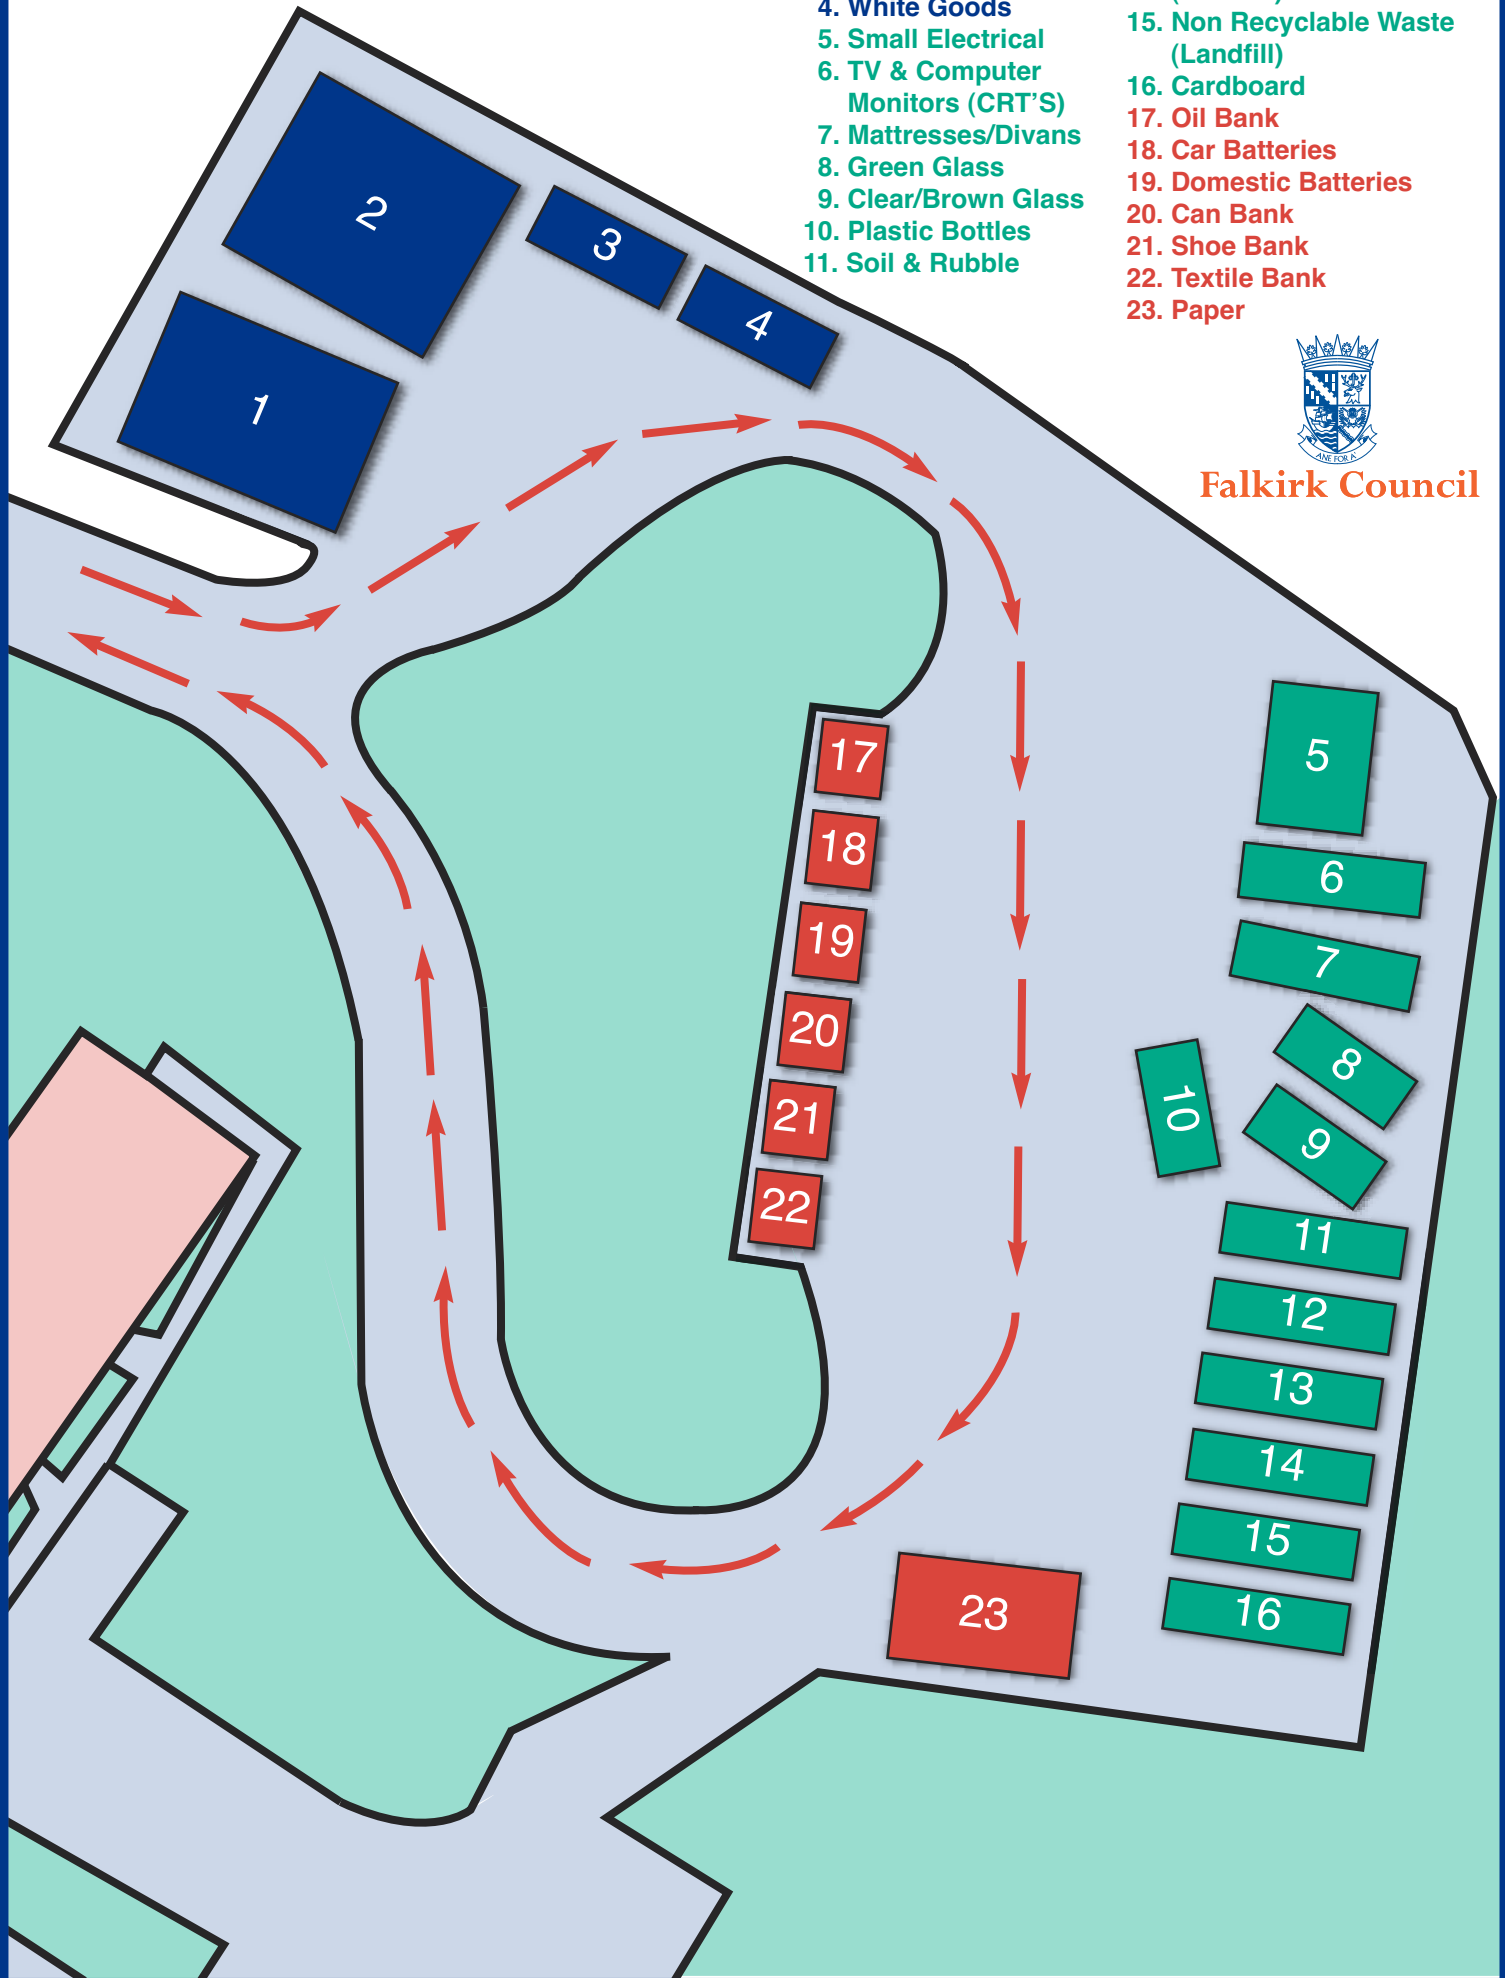 4. White Goods
5. Small Electrical
6. TV & Computer
Monitors (CRT'S)
7. Mattresses/Divans
8. Green Glass
9. Clear/Brown Glass
10. Plastic Bottles
11. Soil & Rubble
15. Non Recyclable Waste
(Landfill)
16. Cardboard
17. Oil Bank
18. Car Batteries
19. Domestic Batteries
20. Can Bank
21. Shoe Bank
22. Textile Bank
23. Paper
ANE FOR A'
Falkirk Council
2
3
4
1
17
18
19
20
21
22
5
6
7
8
10
9
11
12
13
14
15
16
23